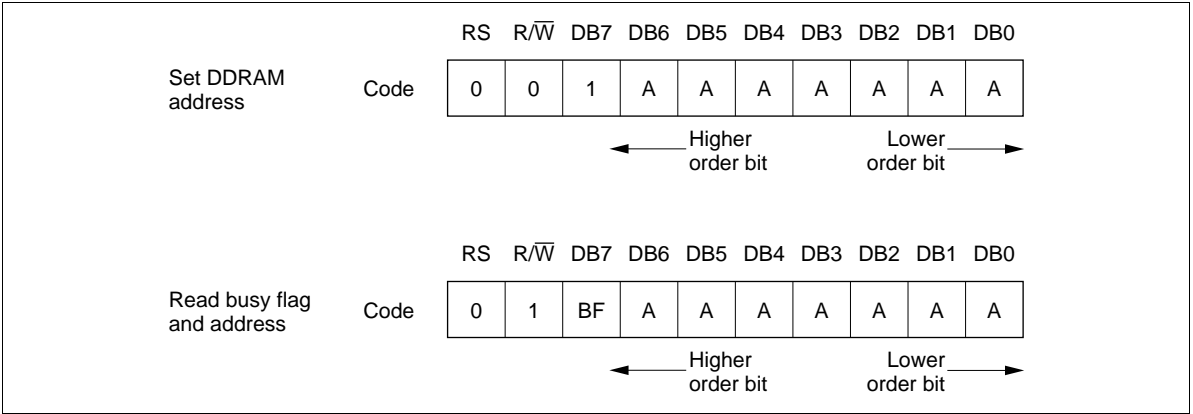 RS R/W̅ DB7 DB6 DB5 DB4 DB3 DB2 DB1 DB0
Set DDRAM
address
Code 0 0 1 A A A A A A A
Higher
order bit
Lower
order bit
RS R/W̅ DB7 DB6 DB5 DB4 DB3 DB2 DB1 DB0
Read busy flag
and address
Code 0 1 BF A A A A A A A
Higher
order bit
Lower
order bit